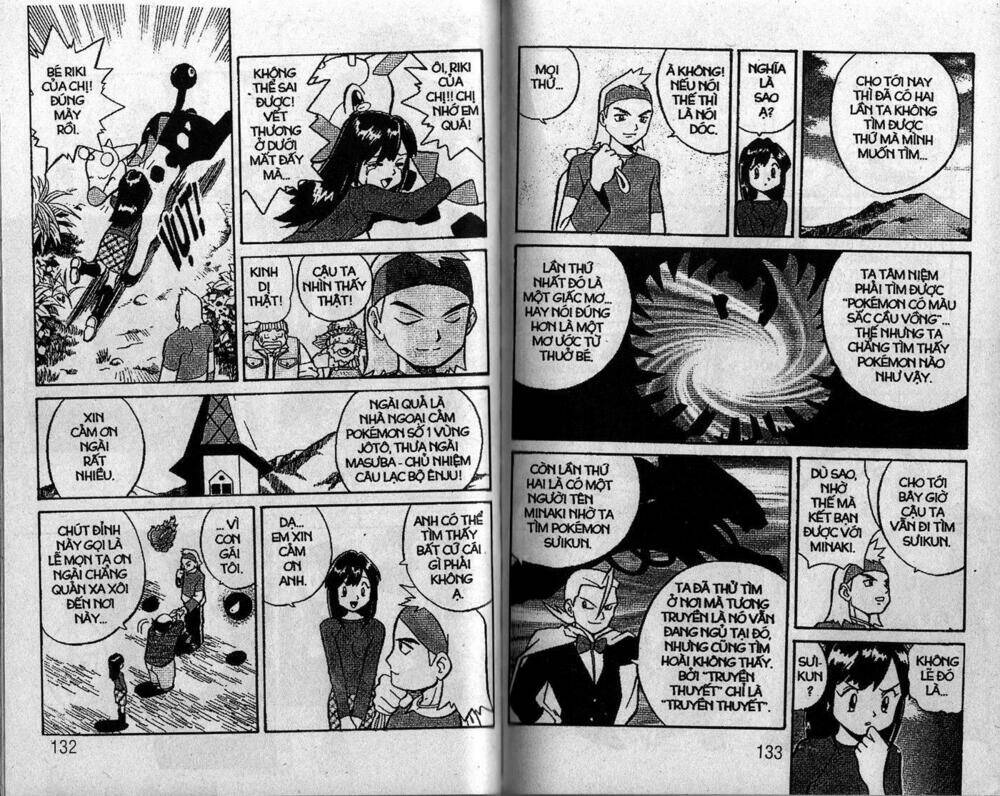 BÉ RIKI
CỦA CHỊ!
ĐÚNG
MÀY
RỒI.
VÚT!
KHÔNG
THỂ SAI
ĐƯỢC!
VẾT
THƯƠNG
Ở DƯỚI
MẮT ĐẤY
MÀ...
ÔI, RIKI
CỦA
CHỊ!!! CHỊ
NHỚ EM
QUÁ!
KINH
DỊ
THẬT!
CẬU TA
NHÌN THẤY
THẬT!
XIN
CẢM ƠN
NGÀI
RẤT
NHIỀU.
NGÀI QUẢ LÀ
NHÀ NGOẠI CẢM
POKÉMON SỐ 1 VÙNG
JÔTÔ, THƯA NGÀI
MASUBA - CHỦ NHIỆM
CÂU LẠC BỘ ÊNJU!
CHÚT ĐỈNH
NÀY GỌI LÀ
LỄ MỌN TẠ ƠN
NGÀI CHẲNG
QUẢN XA XÔI
ĐẾN NƠI
NÀY...
... VÌ
CON
GÁI
TÔI.
DẠ...
EM XIN
CẢM ƠN
ANH.
ANH CÓ THỂ
TÌM THẤY
BẤT CỨ CÁI
GÌ PHẢI
KHÔNG
Ạ.
132
MỌI
THỨ...
À KHÔNG!
NẾU NÓI
THẾ THÌ
LÀ NÓI
DÓC.
NGHĨA
LÀ
SAO
Ạ?
CHO TỚI NAY
THÌ ĐÃ CÓ HAI
LẦN TA KHÔNG
TÌM ĐƯỢC
THỨ MÀ MÌNH
MUỐN TÌM...
LẦN THỨ
NHẤT ĐÓ LÀ
MỘT GIẤC MƠ...
HAY NÓI ĐÚNG
HƠN LÀ MỘT
MƠ ƯỚC TỪ
THUỞ BÉ.
TA TÂM NIỆM
PHẢI TÌM ĐƯỢC
"POKÉMON CÓ MÀU
SẮC CẦU VỒNG"...
THẾ NHƯNG TA
CHẲNG TÌM THẤY
POKÉMON NÀO
NHƯ VẬY.
CÒN LẦN THỨ
HAI LÀ CÓ MỘT
NGƯỜI TÊN
MINAKI NHỜ TA
TÌM POKÉMON
SƯIKUN.
TA ĐÃ THỬ TÌM
Ở NƠI MÀ TƯƠNG
TRUYỀN LÀ NÓ VẪN
ĐANG NGỦ TẠI ĐÓ,
NHƯNG CŨNG TÌM
HOÀI KHÔNG THẤY.
BỞI "TRUYỀN
THUYẾT" CHỈ LÀ
"TRUYỀN THUYẾT".
DÙ SAO,
NHỜ
THẾ MÀ
KẾT BẠN
ĐƯỢC VỚI
MINAKI.
CHO TỚI
BÂY GIỜ
CẬU TA
VẪN ĐI TÌM
SƯIKUN.
SƯI-
KUN
?
KHÔNG
LẼ ĐÓ
LÀ...
133